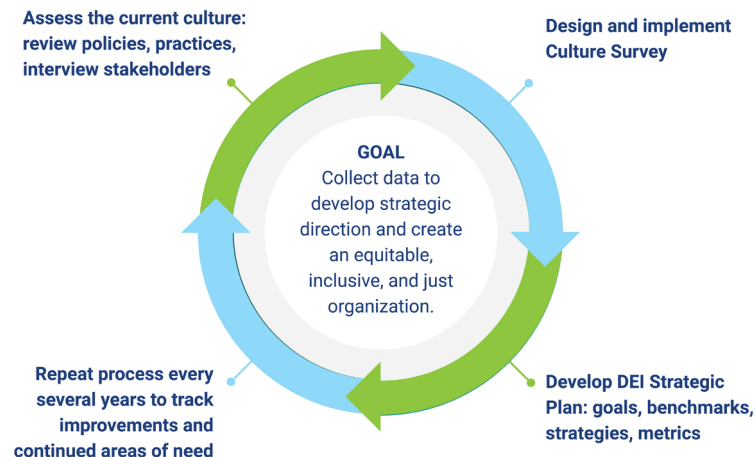 Assess the current culture:
review policies, practices,
interview stakeholders
Design and implement
Culture Survey
GOAL
Collect data to
develop strategic
direction and create
an equitable,
inclusive, and just
organization.
Repeat process every
several years to track
improvements and
continued areas of need
Develop DEI Strategic
Plan: goals, benchmarks,
strategies, metrics